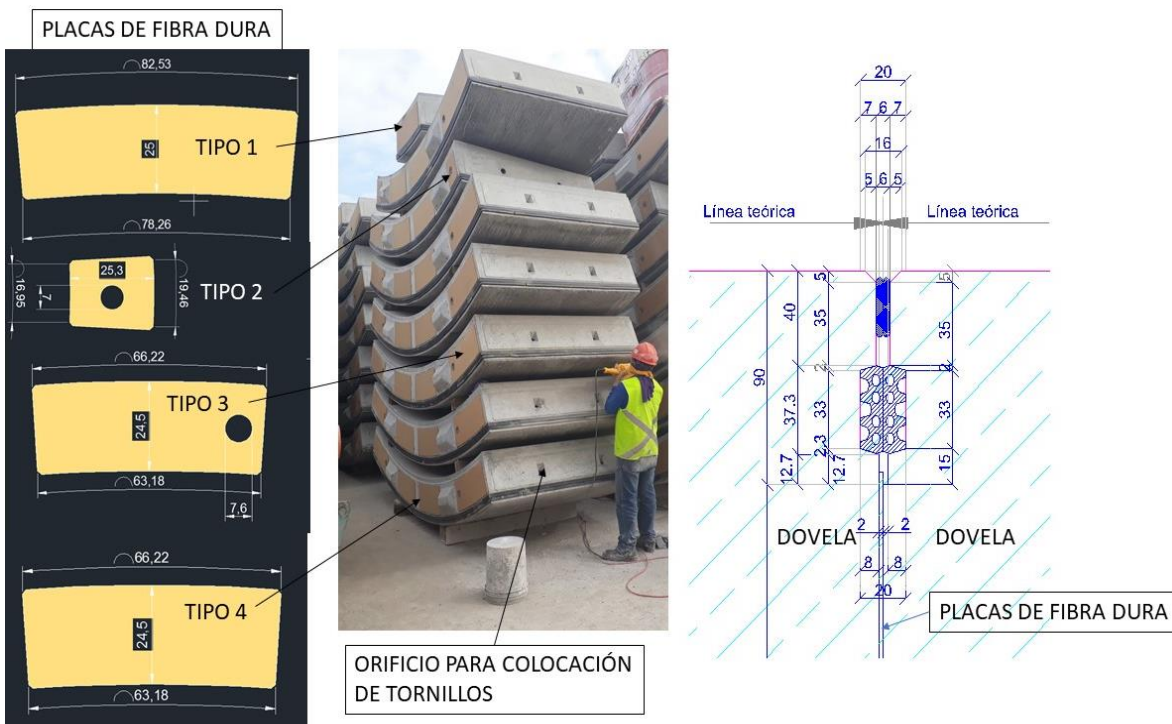 PLACAS DE FIBRA DURA
82,53
25
TIPO 1
78,26
16,95
25,3
7
19,46
TIPO 2
66,22
24,5
TIPO 3
63,18
7,6
66,22
24,5
TIPO 4
63,18
ORIFICIO PARA COLOCACIÓN
DE TORNILLOS
20
7 6 7
16
5 6 5
Línea teórica
Línea teórica
5
5
40
35
35
2
2
90
37.3
33
33
2.3
12.7
12.7
15
2
2
DOVELA
DOVELA
8
8
20
PLACAS DE FIBRA DURA